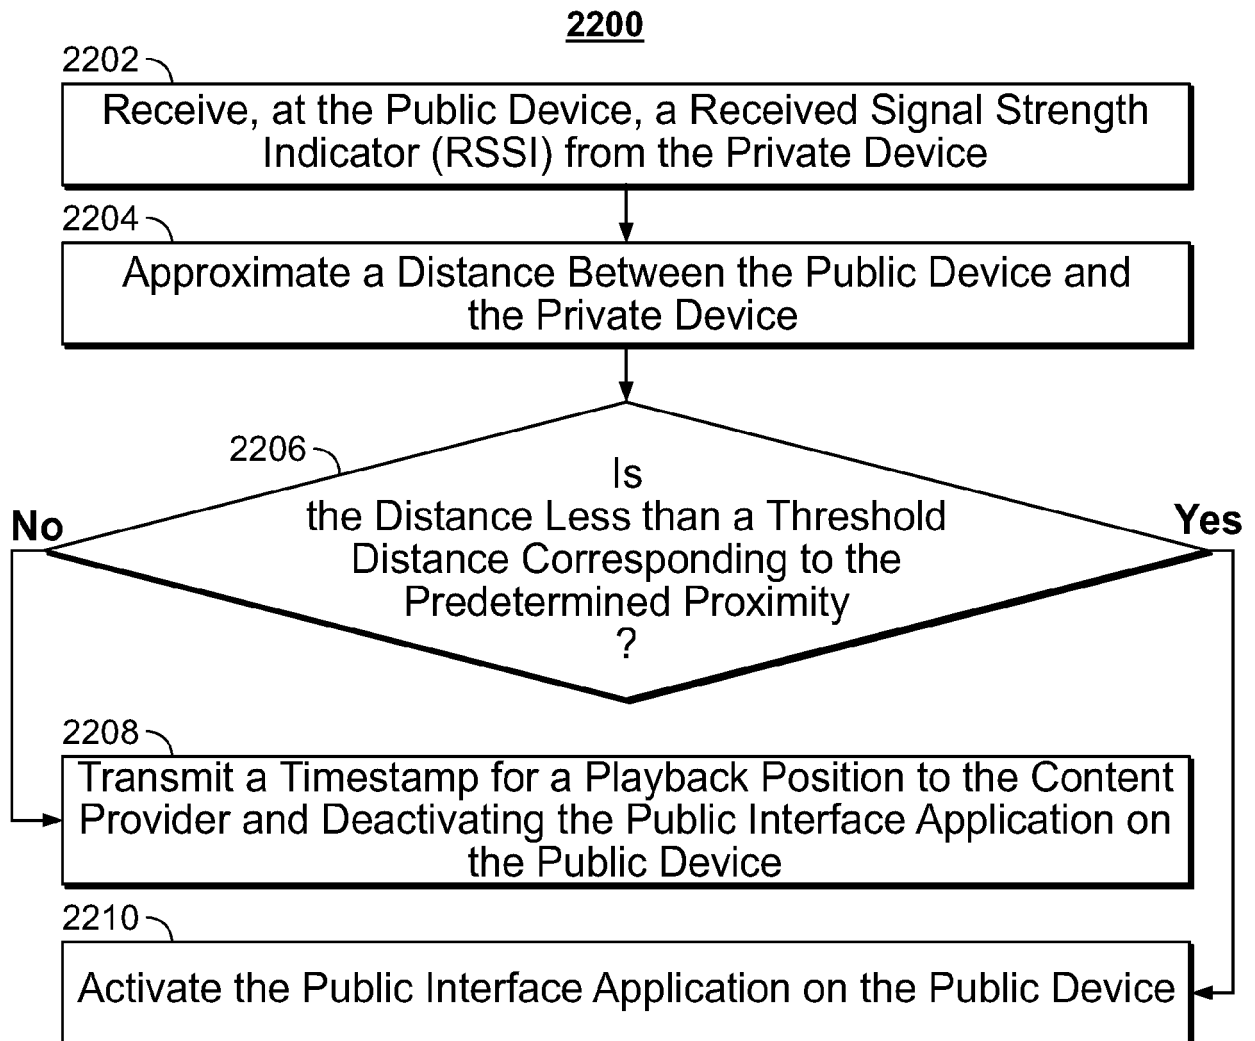 2200
2202
Receive, at the Public Device, a Received Signal Strength
Indicator (RSSI) from the Private Device
2204
Approximate a Distance Between the Public Device and
the Private Device
2206
Is
the Distance Less than a Threshold
Distance Corresponding to the
Predetermined Proximity
?
No
Yes
2208
Transmit a Timestamp for a Playback Position to the Content
Provider and Deactivating the Public Interface Application on
the Public Device
2210
Activate the Public Interface Application on the Public Device